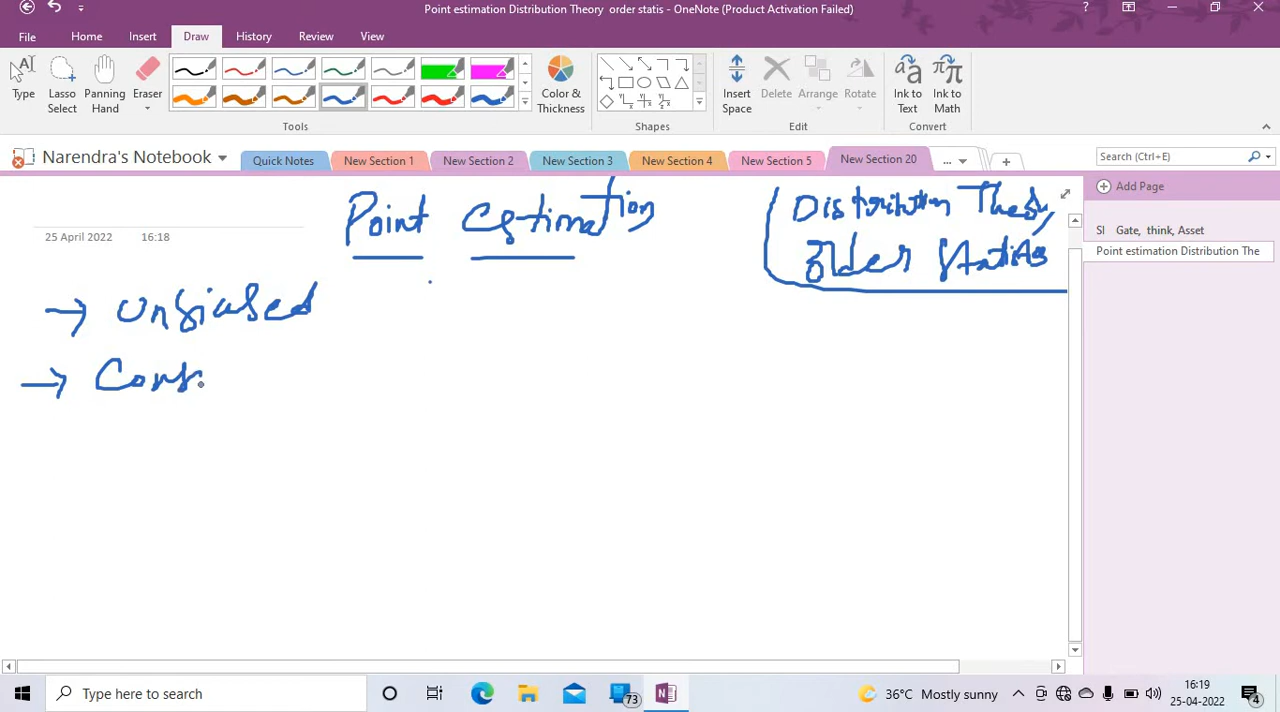 Point estimation Distribution Theory order statis - OneNote (Product Activation Failed)
File Home Insert Draw History Review View
Type
Lasso Select
Panning Hand
Eraser
Color & Thickness
Insert Space
Delete Arrange Rotate
Ink to Text
Ink to Math
Tools Shapes Edit Convert
Narendra's Notebook Quick Notes New Section 1 New Section 2 New Section 3 New Section 4 New Section 5 New Section 20 ... + Search (Ctrl+E)
Add Page
SI Gate, think, Asset
Point estimation Distribution The
25 April 2022 16:18
Point Estimation
Distribution Theory
order Statistics
→ Unbiased
→ Cons
Type here to search
73
36°C Mostly sunny
16:19
25-04-2022
4